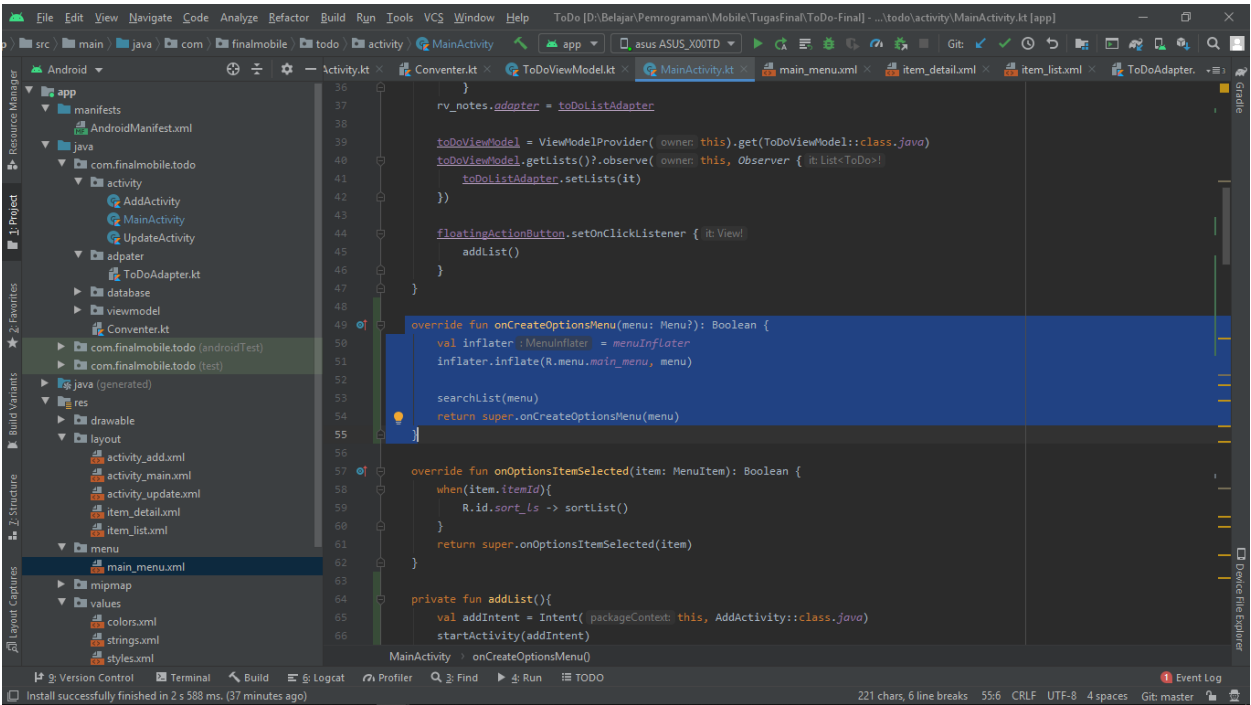 File Edit View Navigate Code Analyze Refactor Build Run Tools VCS Window Help ToDo [D:\Belajar\Pemrograman\Mobile\TugasFinal\ToDo-Final] - ...\todo\activity\MainActivity.kt [app]
src main java com finalmobile todo activity MainActivity app asus ASUS_X00TD Git:
Android
Activity.kt Conventer.kt ToDoViewModel.kt MainActivity.kt main_menu.xml item_detail.xml item_list.xml ToDoAdapter.
app
manifests
AndroidManifest.xml
java
com.finalmobile.todo
activity
AddActivity
MainActivity
UpdateActivity
adpater
ToDoAdapter.kt
database
viewmodel
Conventer.kt
com.finalmobile.todo (androidTest)
com.finalmobile.todo (test)
java (generated)
res
drawable
layout
activity_add.xml
activity_main.xml
activity_update.xml
item_detail.xml
item_list.xml
menu
main_menu.xml
mipmap
values
colors.xml
strings.xml
styles.xml
36 }
37 rv_notes.adapter = toDoListAdapter
38
39 toDoViewModel = ViewModelProvider( owner: this).get(ToDoViewModel::class.java)
40 toDoViewModel.getLists()?.observe( owner: this, Observer { it: List<ToDo>!
41 toDoListAdapter.setLists(it)
42 })
43
44 floatingActionButton.setOnClickListener { it: View!
45 addList()
46 }
47 }
48
49 override fun onCreateOptionsMenu(menu: Menu?): Boolean {
50 val inflater : MenuInflater = menuInflater
51 inflater.inflate(R.menu.main_menu, menu)
52
53 searchList(menu)
54 return super.onCreateOptionsMenu(menu)
55 }
56
57 override fun onOptionsItemSelected(item: MenuItem): Boolean {
58 when(item.itemId){
59 R.id.sort_ls -> sortList()
60 }
61 return super.onOptionsItemSelected(item)
62 }
63
64 private fun addList(){
65 val addIntent = Intent( packageContext: this, AddActivity::class.java)
66 startActivity(addIntent)
MainActivity onCreateOptionsMenu()
Resource Manager
1: Project
2: Favorites
Build Variants
7: Structure
Layout Captures
Gradle
Device File Explorer
9: Version Control Terminal Build 6: Logcat Profiler 3: Find 4: Run TODO 1 Event Log
Install successfully finished in 2 s 588 ms. (37 minutes ago) 221 chars, 6 line breaks 55:6 CRLF UTF-8 4 spaces Git: master